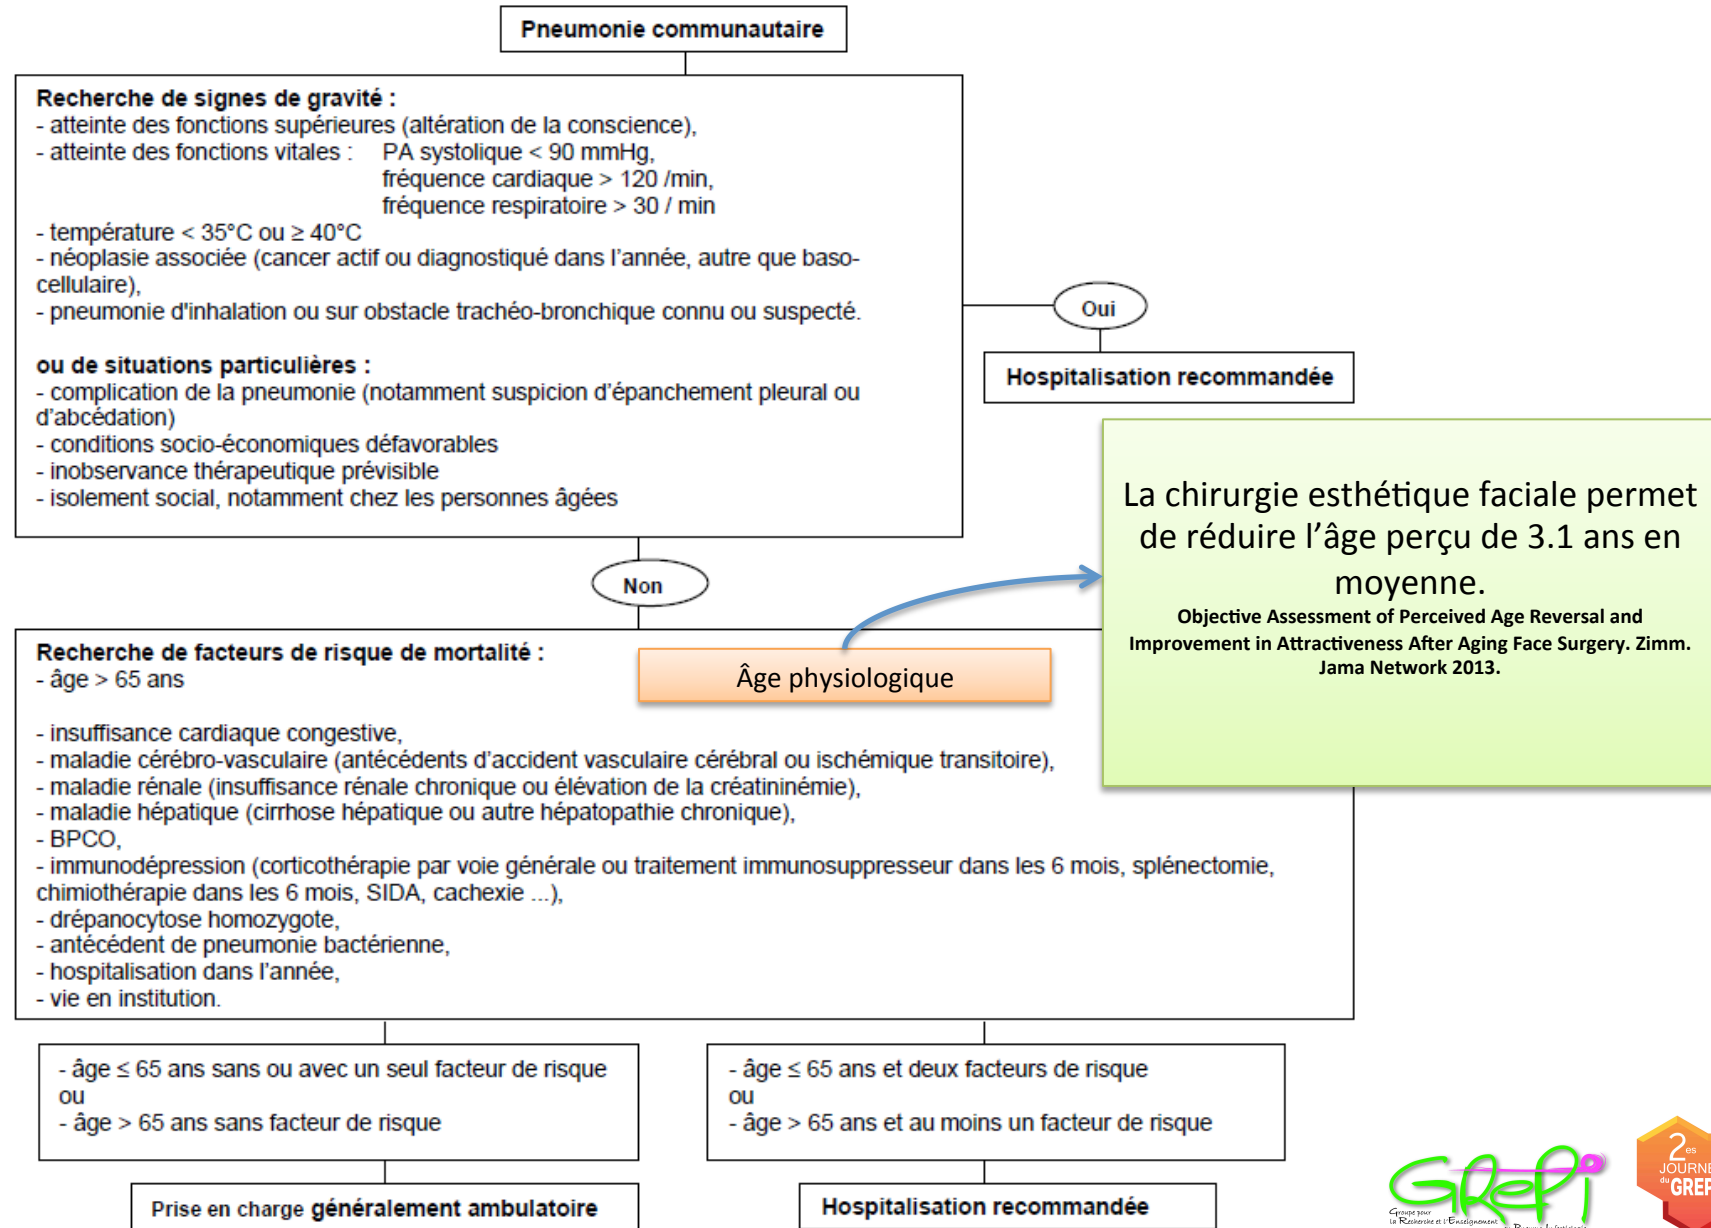 Pneumonie communautaire
Recherche de signes de gravité :
- atteinte des fonctions supérieures (altération de la conscience),
- atteinte des fonctions vitales : PA systolique < 90 mmHg,
fréquence cardiaque > 120 /min,
fréquence respiratoire > 30 / min
- température < 35°C ou ≥ 40°C
- néoplasie associée (cancer actif ou diagnostiqué dans l'année, autre que baso-
cellulaire),
- pneumonie d'inhalation ou sur obstacle trachéo-bronchique connu ou suspecté.
ou de situations particulières :
- complication de la pneumonie (notamment suspicion d'épanchement pleural ou
d'abcédation)
- conditions socio-économiques défavorables
- inobservance thérapeutique prévisible
- isolement social, notamment chez les personnes âgées
Oui
Hospitalisation recommandée
La chirurgie esthétique faciale permet
de réduire l'âge perçu de 3.1 ans en
moyenne.
Objective Assessment of Perceived Age Reversal and
Improvement in Attractiveness After Aging Face Surgery. Zimm.
Jama Network 2013.
Non
Recherche de facteurs de risque de mortalité :
- âge > 65 ans
Âge physiologique
- insuffisance cardiaque congestive,
- maladie cérébro-vasculaire (antécédents d'accident vasculaire cérébral ou ischémique transitoire),
- maladie rénale (insuffisance rénale chronique ou élévation de la créatininémie),
- maladie hépatique (cirrhose hépatique ou autre hépatopathie chronique),
- BPCO,
- immunodépression (corticothérapie par voie générale ou traitement immunosuppresseur dans les 6 mois, splénectomie,
chimiothérapie dans les 6 mois, SIDA, cachexie ...),
- drépanocytose homozygote,
- antécédent de pneumonie bactérienne,
- hospitalisation dans l'année,
- vie en institution.
- âge ≤ 65 ans sans ou avec un seul facteur de risque
ou
- âge > 65 ans sans facteur de risque
- âge ≤ 65 ans et deux facteurs de risque
ou
- âge > 65 ans et au moins un facteur de risque
Prise en charge généralement ambulatoire
Hospitalisation recommandée
GREPI
Groupe pour
la Recherche et l'Enseignement
2es
JOURNE
du GREP